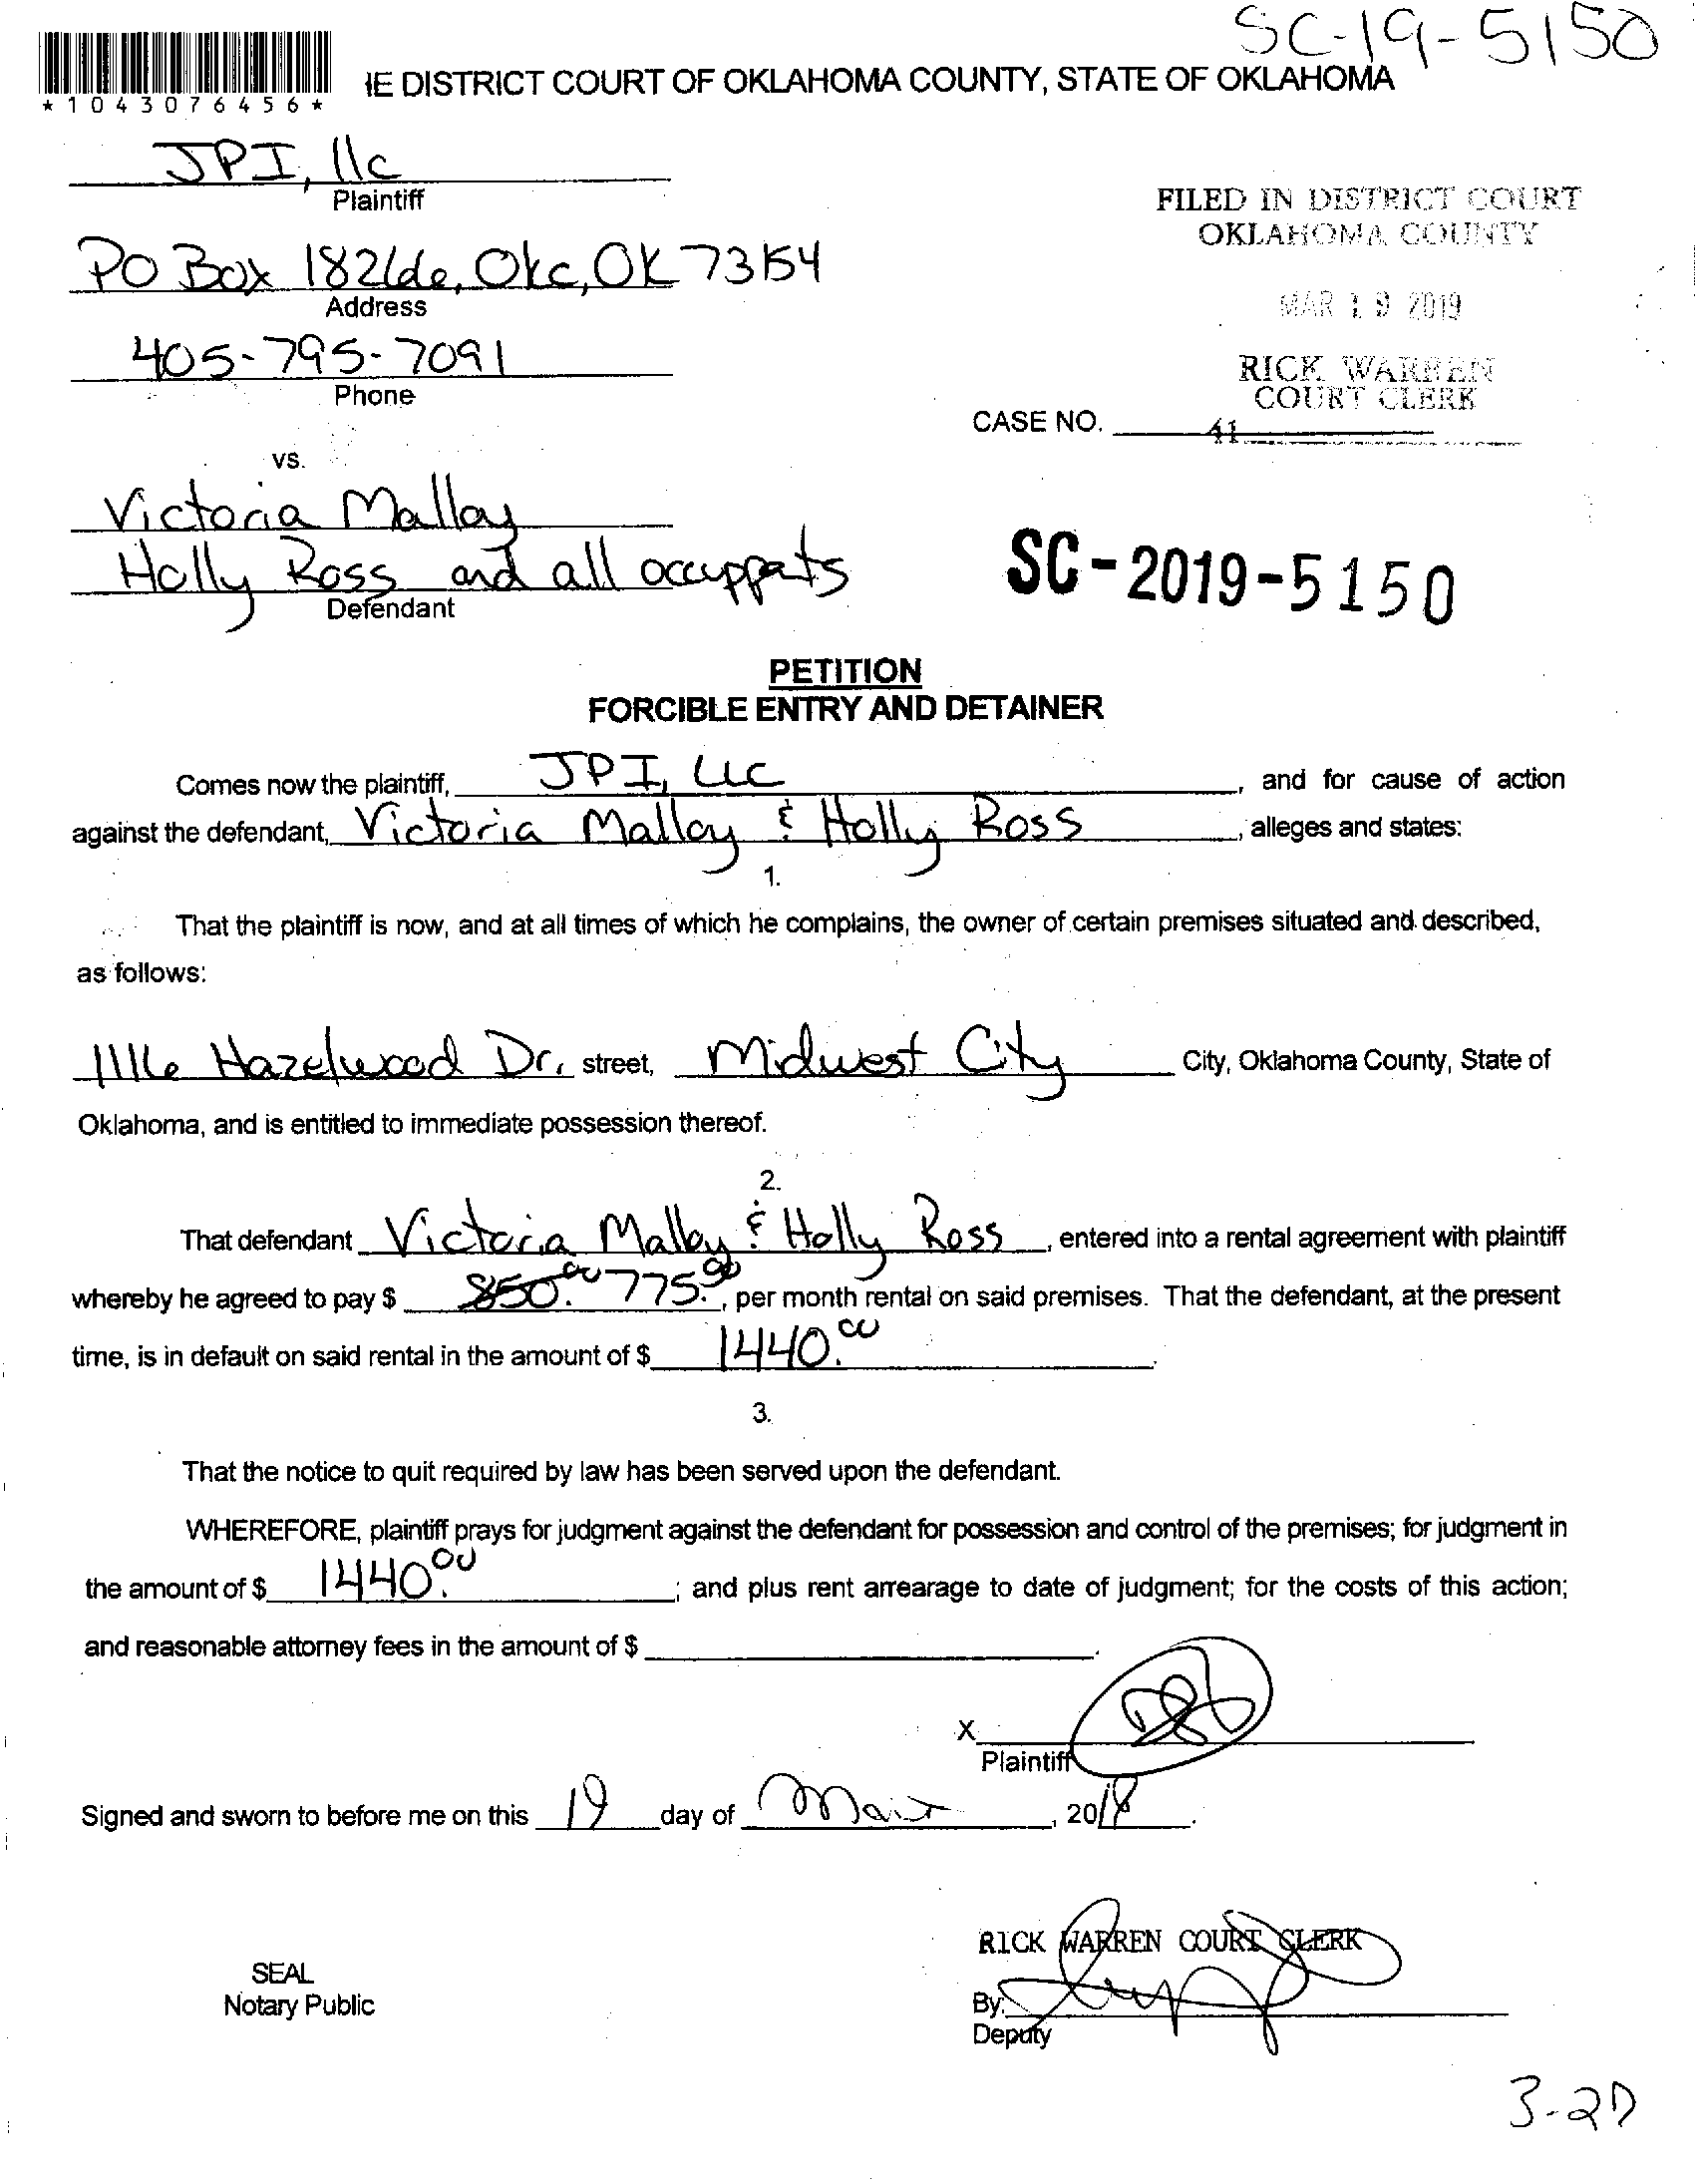 SC-19-5150
IE DISTRICT COURT OF OKLAHOMA COUNTY, STATE OF OKLAHOMA
*1043076456*
JPI, llc
Plaintiff
FILED IN DISTRICT COURT
OKLAHOMA COUNTY
PO Box 18266, Okc, OK 73154
Address
MAR 19 2019
405-795-7091
Phone
RICK WARREN
COURT CLERK
CASE NO.
41
vs.
Victoria Malloy
Holly Ross and all occuppats
Defendant
SC-2019-5150
PETITION
FORCIBLE ENTRY AND DETAINER
Comes now the plaintiff, JPI, LLC, and for cause of action
against the defendant, Victoria Malloy & Holly Ross, alleges and states:
1.
That the plaintiff is now, and at all times of which he complains, the owner of certain premises situated and described,
as follows:
1116 Hazelwood Dr. street, Midwest City City, Oklahoma County, State of
Oklahoma, and is entitled to immediate possession thereof.
2.
That defendant Victoria Malloy & Holly Ross, entered into a rental agreement with plaintiff
whereby he agreed to pay $ 850.00 775.00, per month rental on said premises. That the defendant, at the present
time, is in default on said rental in the amount of $ 1440.00.
3.
That the notice to quit required by law has been served upon the defendant.
WHEREFORE, plaintiff prays for judgment against the defendant for possession and control of the premises; for judgment in
the amount of $ 1440.00; and plus rent arrearage to date of judgment; for the costs of this action;
and reasonable attorney fees in the amount of $ .
X
Plaintiff
Signed and sworn to before me on this 19 day of , 20
RICK WARREN COURT CLERK
SEAL
Notary Public
By:
Deputy